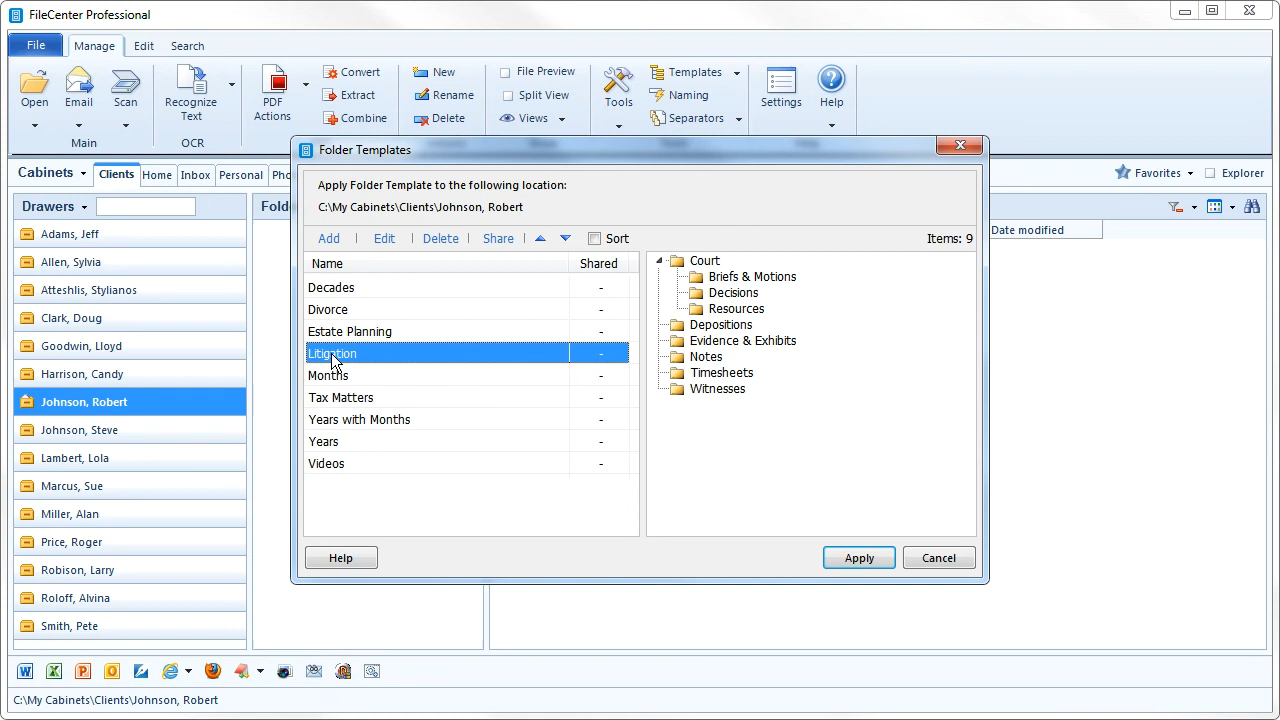 FileCenter Professional
File Manage Edit Search
Open Email Scan
Main
Recognize
Text
OCR
PDF
Actions
Convert
Extract
Combine
New
Rename
Delete
File Preview
Split View
Views
Tools
Templates
Naming
Separators
Settings Help
Cabinets Clients Home Inbox Personal
Favorites Explorer
Drawers
Date modified
Adams, Jeff
Allen, Sylvia
Atteshlis, Stylianos
Clark, Doug
Goodwin, Lloyd
Harrison, Candy
Johnson, Robert
Johnson, Steve
Lambert, Lola
Marcus, Sue
Miller, Alan
Price, Roger
Robison, Larry
Roloff, Alvina
Smith, Pete
Folder Templates
Apply Folder Template to the following location:
C:\My Cabinets\Clients\Johnson, Robert
Add | Edit | Delete | Share Sort Items: 9
Name Shared
Decades -
Divorce -
Estate Planning -
Litigation -
Months -
Tax Matters -
Years with Months -
Years -
Videos -
Court
Briefs & Motions
Decisions
Resources
Depositions
Evidence & Exhibits
Notes
Timesheets
Witnesses
Help Apply Cancel
C:\My Cabinets\Clients\Johnson, Robert